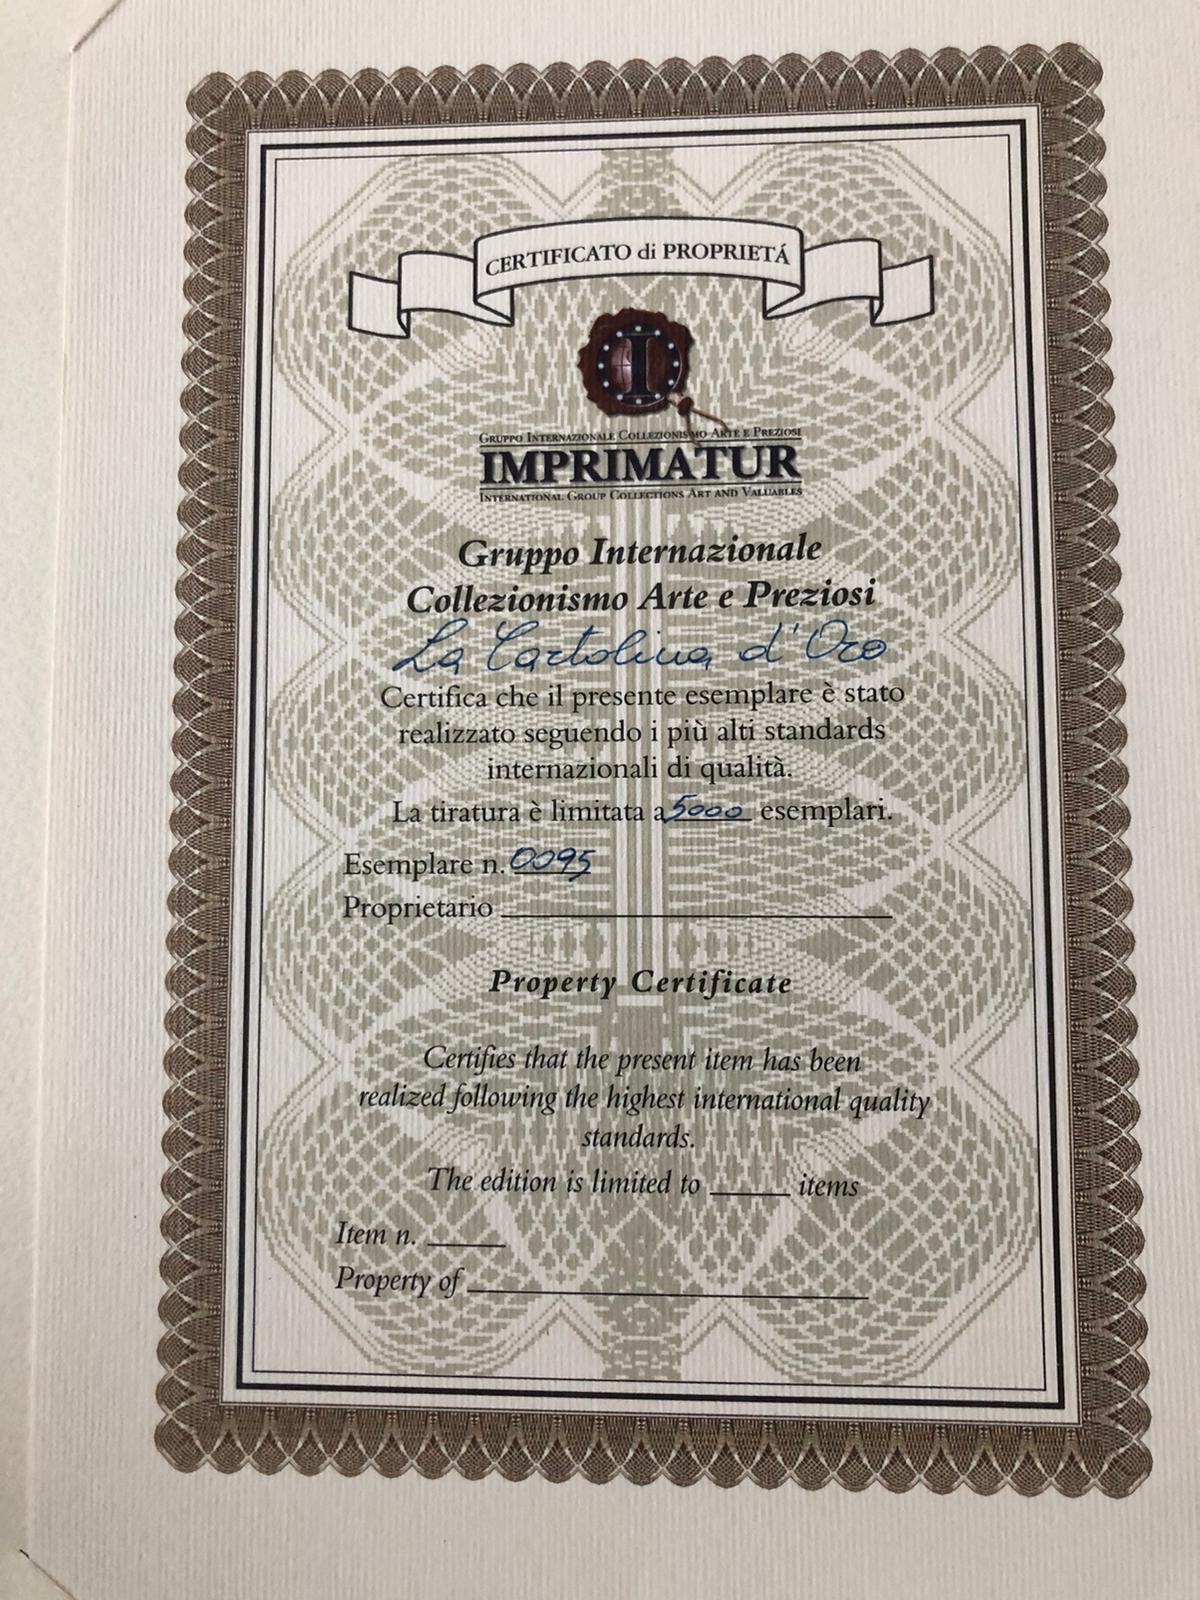 CERTIFICATO di PROPRIETÁ
I
GRUPPO INTERNAZIONALE COLLEZIONISMO ARTE E PREZIOSI
IMPRIMATUR
INTERNATIONAL GROUP COLLECTIONS ART AND VALUABLES
Gruppo Internazionale
Collezionismo Arte e Preziosi
La Cartolina d'Oro
Certifica che il presente esemplare è stato
realizzato seguendo i più alti standards
internazionali di qualità.
La tiratura è limitata a 5000 esemplari.
Esemplare n. 0095
Proprietario
Property Certificate
Certifies that the present item has been
realized following the highest international quality
standards.
The edition is limited to _____ items
Item n. _____
Property of